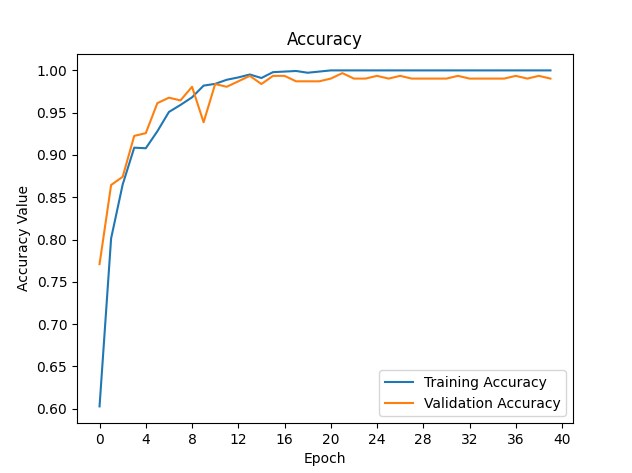 Accuracy
1.00
0.95
0.90
0.85
0.80
0.75
0.70
0.65
0.60
Accuracy Value
Training Accuracy
Validation Accuracy
0 4 8 12 16 20 24 28 32 36 40
Epoch